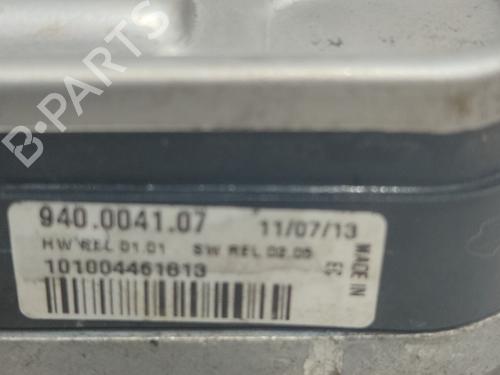 B-PARTS
940.0041.07 11/07/13
HW REL 01.01 SW REL 02.05
101004461613
MADE IN
EC